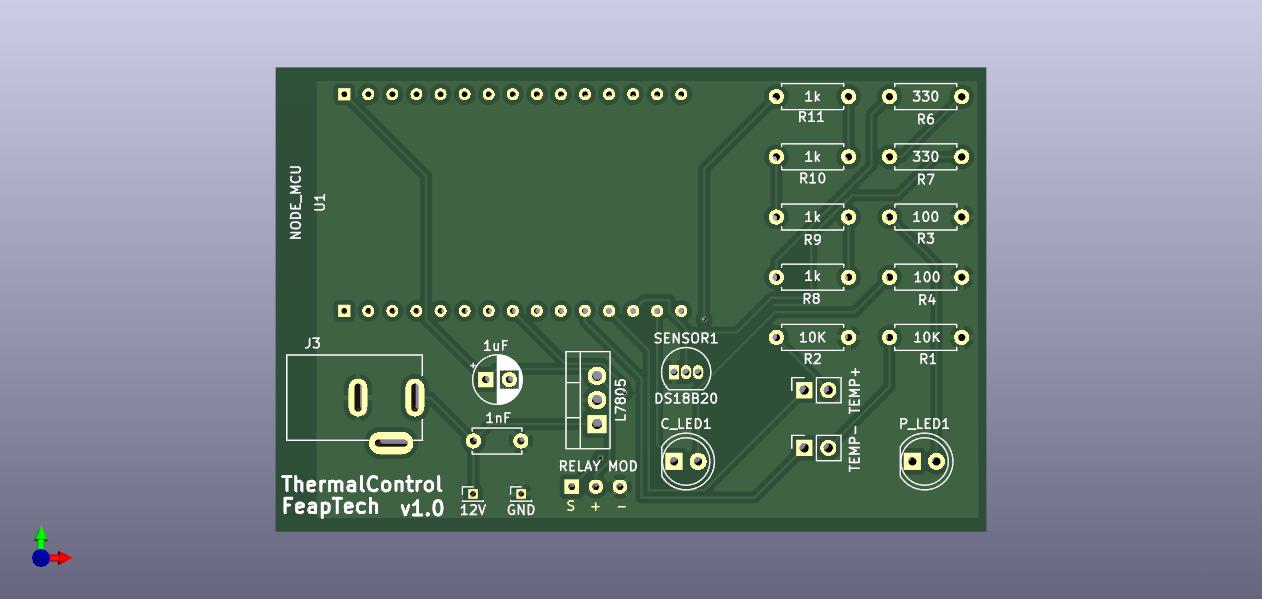 1k
R11
330
R6
1k
R10
330
R7
NODE_MCU
U1
1k
R9
100
R3
1k
R8
100
R4
J3
1uF
+
SENSOR1
DS18B20
10K
R2
10K
R1
L7805
TEMP+
1nF
C_LED1
TEMP-
P_LED1
RELAY MOD
S + -
ThermalControl
FeapTech v1.0
12V
GND